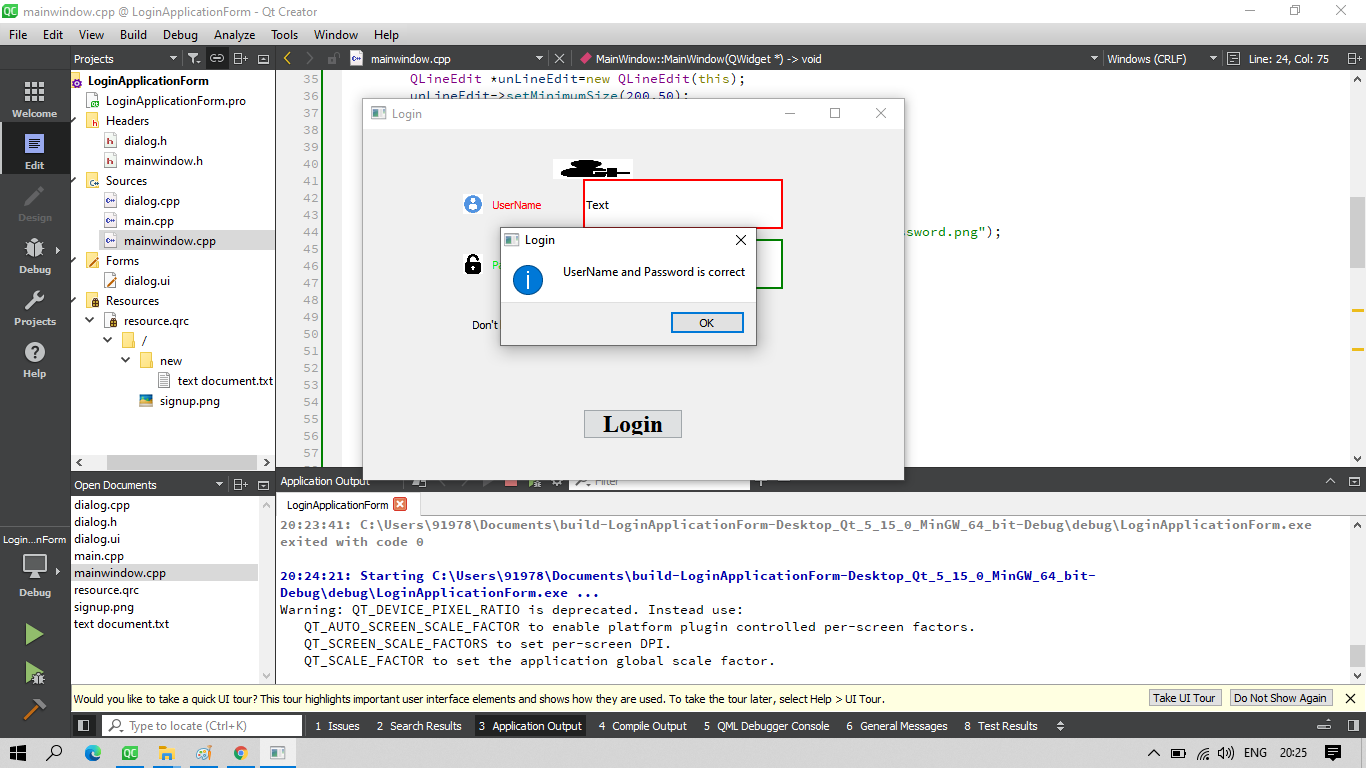 mainwindow.cpp @ LoginApplicationForm - Qt Creator
File Edit View Build Debug Analyze Tools Window Help
Projects
mainwindow.cpp
MainWindow::MainWindow(QWidget *) -> void
Windows (CRLF)
Line: 24, Col: 75
Welcome
Edit
Design
Debug
Projects
Help
Login...nForm
Debug
LoginApplicationForm
LoginApplicationForm.pro
Headers
dialog.h
mainwindow.h
Sources
dialog.cpp
main.cpp
mainwindow.cpp
Forms
dialog.ui
Resources
resource.qrc
/
new
text document.txt
signup.png
Open Documents
dialog.cpp
dialog.h
dialog.ui
main.cpp
mainwindow.cpp
resource.qrc
signup.png
text document.txt
35 QLineEdit *unLineEdit=new QLineEdit(this);
36 unLineEdit->setMinimumSize(200,50);
37
38
39
40
41
42
43
44 ssword.png");
45
46
47
48
49
50
51
52
53
54
55
56
57
Login
UserName
Text
Login
UserName and Password is correct
OK
Don't
Login
Application Output
Filter
LoginApplicationForm
20:23:41: C:\Users\91978\Documents\build-LoginApplicationForm-Desktop_Qt_5_15_0_MinGW_64_bit-Debug\debug\LoginApplicationForm.exe
exited with code 0
20:24:21: Starting C:\Users\91978\Documents\build-LoginApplicationForm-Desktop_Qt_5_15_0_MinGW_64_bit-
Debug\debug\LoginApplicationForm.exe ...
Warning: QT_DEVICE_PIXEL_RATIO is deprecated. Instead use:
QT_AUTO_SCREEN_SCALE_FACTOR to enable platform plugin controlled per-screen factors.
QT_SCREEN_SCALE_FACTORS to set per-screen DPI.
QT_SCALE_FACTOR to set the application global scale factor.
Would you like to take a quick UI tour? This tour highlights important user interface elements and shows how they are used. To take the tour later, select Help > UI Tour.
Take UI Tour
Do Not Show Again
Type to locate (Ctrl+K)
1 Issues 2 Search Results 3 Application Output 4 Compile Output 5 QML Debugger Console 6 General Messages 8 Test Results
ENG 20:25